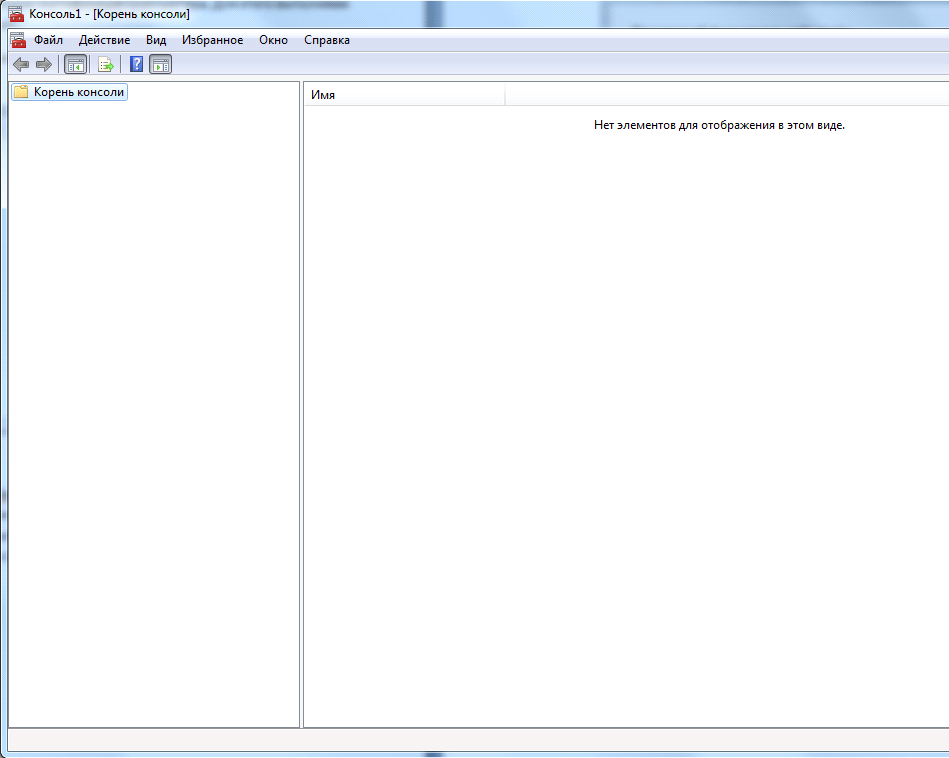 Консоль1 - [Корень консоли]
Файл Действие Вид Избранное Окно Справка
Корень консоли
Имя
Нет элементов для отображения в этом виде.